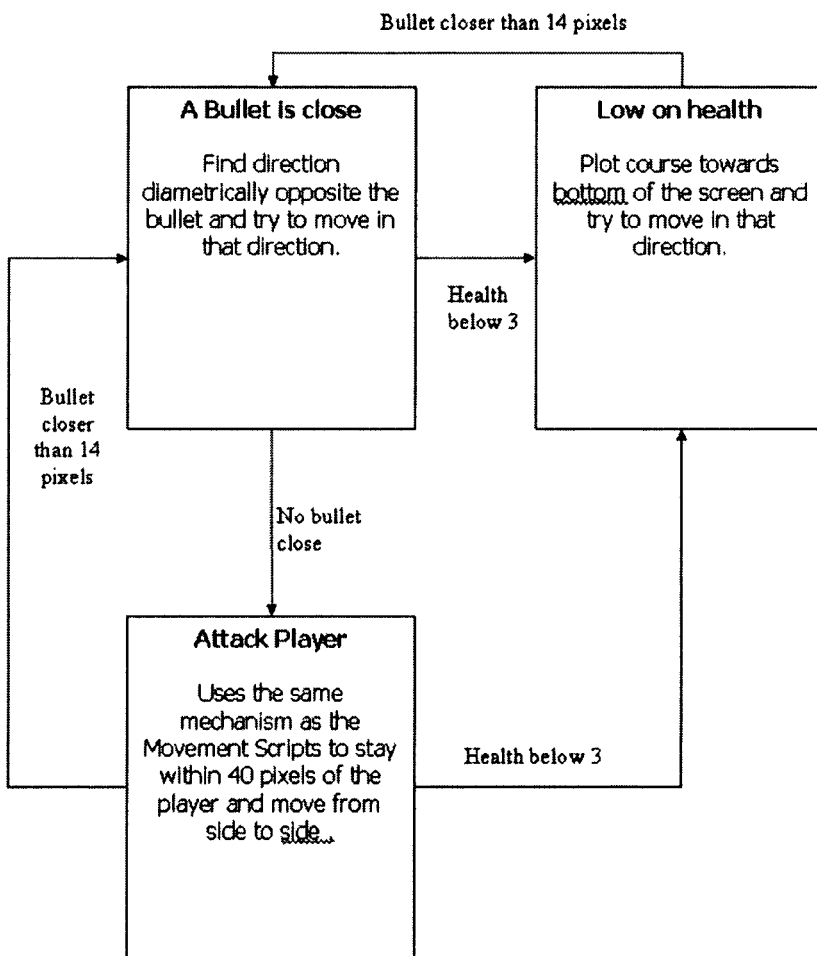 Bullet closer than 14 pixels
A Bullet is close
Find direction
diametrically opposite the
bullet and try to move in
that direction.
Low on health
Plot course towards
bottom of the screen and
try to move in that
direction.
Health
below 3
Bullet
closer
than 14
pixels
No bullet
close
Attack Player
Uses the same
mechanism as the
Movement Scripts to stay
within 40 pixels of the
player and move from
side to side..
Health below 3